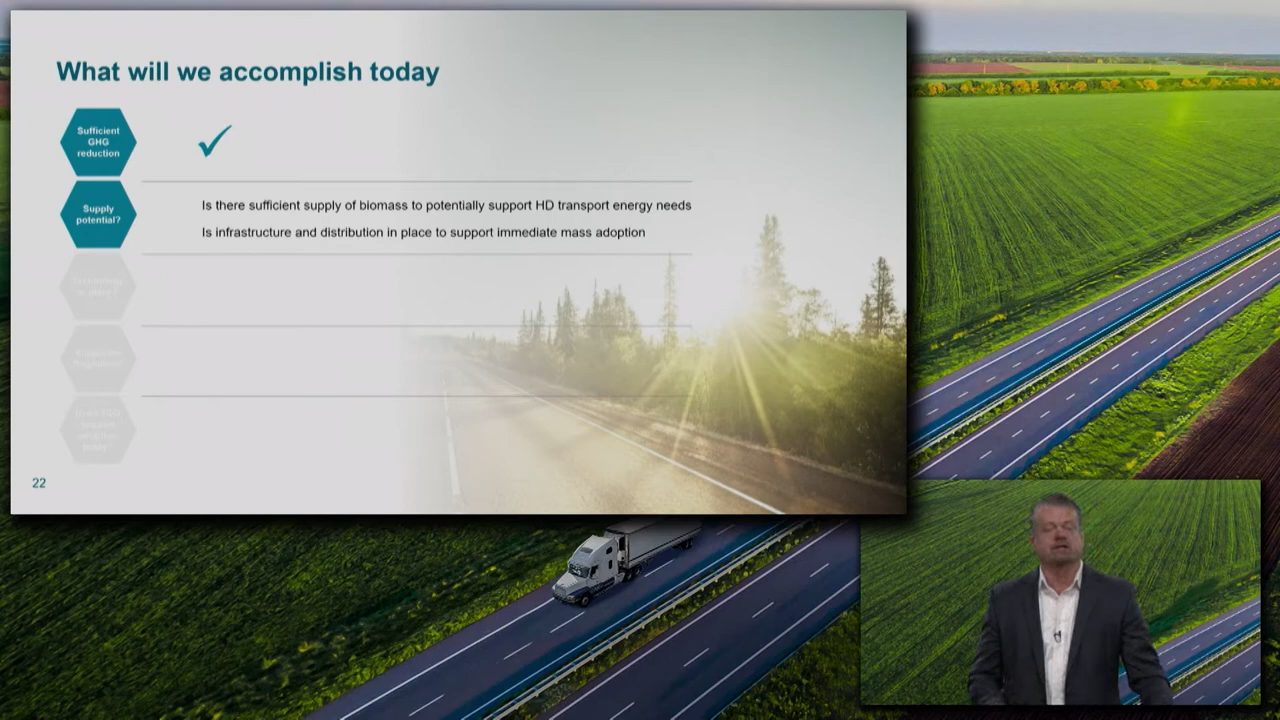 What will we accomplish today
Sufficient
GHG
reduction
Supply
potential?
Is there sufficient supply of biomass to potentially support HD transport energy needs
Is infrastructure and distribution in place to support immediate mass adoption
22